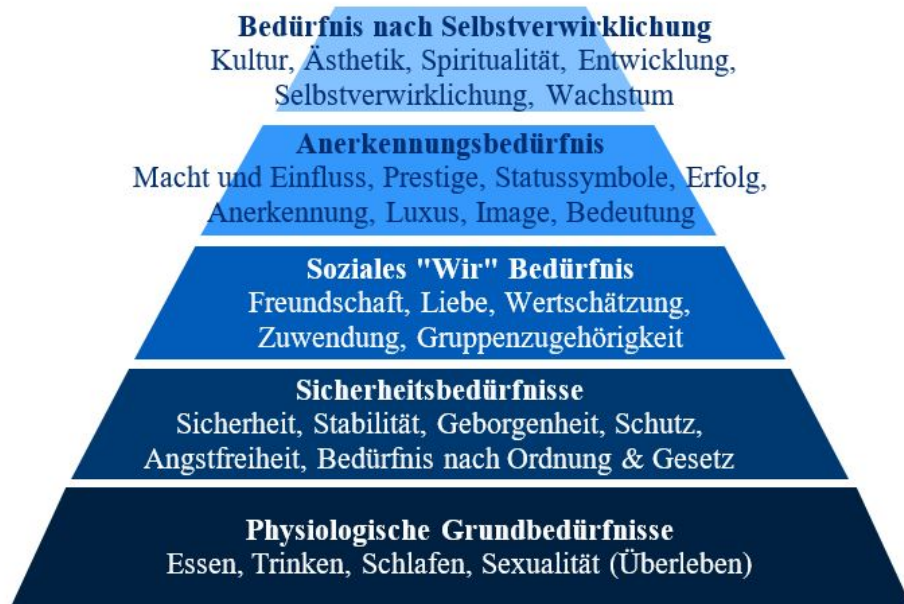 Bedürfnis nach Selbstverwirklichung
Kultur, Ästhetik, Spiritualität, Entwicklung,
Selbstverwirklichung, Wachstum
Anerkennungsbedürfnis
Macht und Einfluss, Prestige, Statussymbole, Erfolg,
Anerkennung, Luxus, Image, Bedeutung
Soziales "Wir" Bedürfnis
Freundschaft, Liebe, Wertschätzung,
Zuwendung, Gruppenzugehörigkeit
Sicherheitsbedürfnisse
Sicherheit, Stabilität, Geborgenheit, Schutz,
Angstfreiheit, Bedürfnis nach Ordnung & Gesetz
Physiologische Grundbedürfnisse
Essen, Trinken, Schlafen, Sexualität (Überleben)